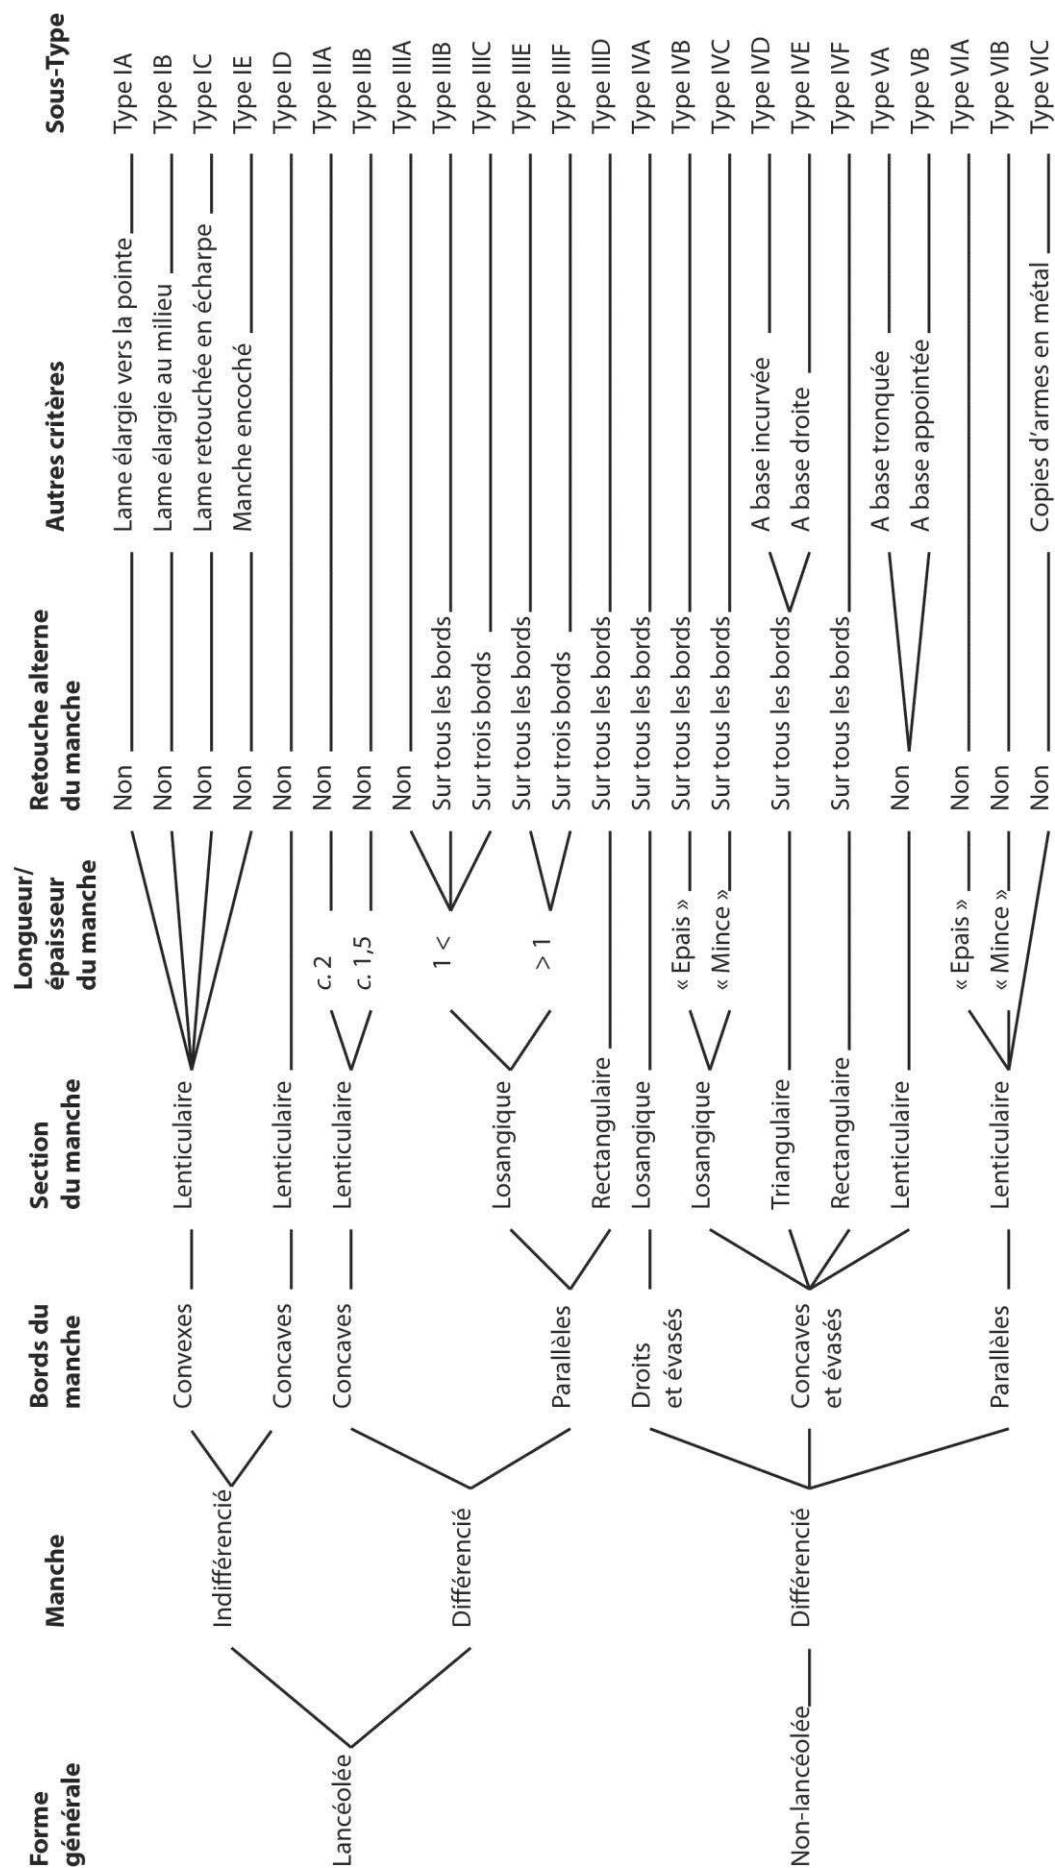 Forme
générale
Manche
Bords du
manche
Section
du manche
Longueur/
épaisseur
du manche
Retouche alterne
du manche
Autres critères
Sous-Type
Lancéolée
Non-lancéolée
Indifférencié
Différencié
Différencié
Convexes
Concaves
Concaves
Parallèles
Droits
et évasés
Concaves
et évasés
Parallèles
Lenticulaire
Lenticulaire
Lenticulaire
Losangique
Rectangulaire
Losangique
Losangique
Triangulaire
Rectangulaire
Lenticulaire
Lenticulaire
c. 2
c. 1,5
1 <
> 1
« Epais »
« Mince »
« Epais »
« Mince »
Non
Non
Non
Non
Non
Non
Non
Non
Sur tous les bords
Sur trois bords
Sur tous les bords
Sur trois bords
Sur tous les bords
Sur tous les bords
Sur tous les bords
Sur tous les bords
Sur tous les bords
Sur tous les bords
Non
Non
Non
Non
Lame élargie vers la pointe
Lame élargie au milieu
Lame retouchée en écharpe
Manche encoché
A base incurvée
A base droite
A base tronquée
A base appointée
Copies d'armes en métal
Type IA
Type IB
Type IC
Type IE
Type ID
Type IIA
Type IIB
Type IIIA
Type IIIB
Type IIIC
Type IIIE
Type IIIF
Type IIID
Type IVA
Type IVB
Type IVC
Type IVD
Type IVE
Type IVF
Type VA
Type VB
Type VIA
Type VIB
Type VIC